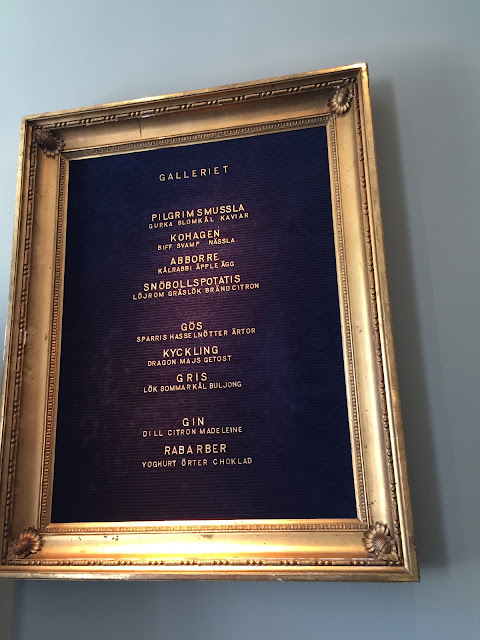 GALLERIET
PILGRIMSMUSSLA
GURKA BLOMKÅL KAVIAR
KOHAGEN
BIFF SVAMP NÄSSLA
ABBORRE
KÅLRABBI ÄPPLE ÄGG
SNÖBOLLSPOTATIS
LÖJROM GRÄSLÖK BRÄND CITRON
GÖS
SPARRIS HASSELNÖTTER ÄRTOR
KYCKLING
DRAGON MAJS GETOST
GRIS
LÖK SOMMARKÅL BULJONG
GIN
DILL CITRON MADELEINE
RABARBER
YOGHURT ÖRTER CHOKLAD